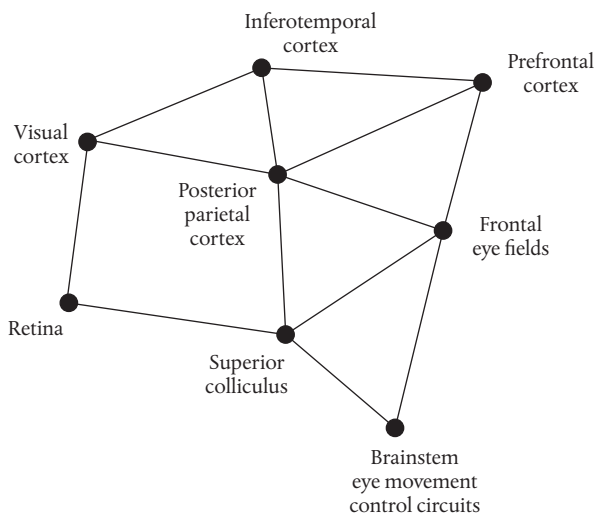 Inferotemporal
cortex
Prefrontal
cortex
Visual
cortex
Posterior
parietal
cortex
Frontal
eye fields
Retina
Superior
colliculus
Brainstem
eye movement
control circuits